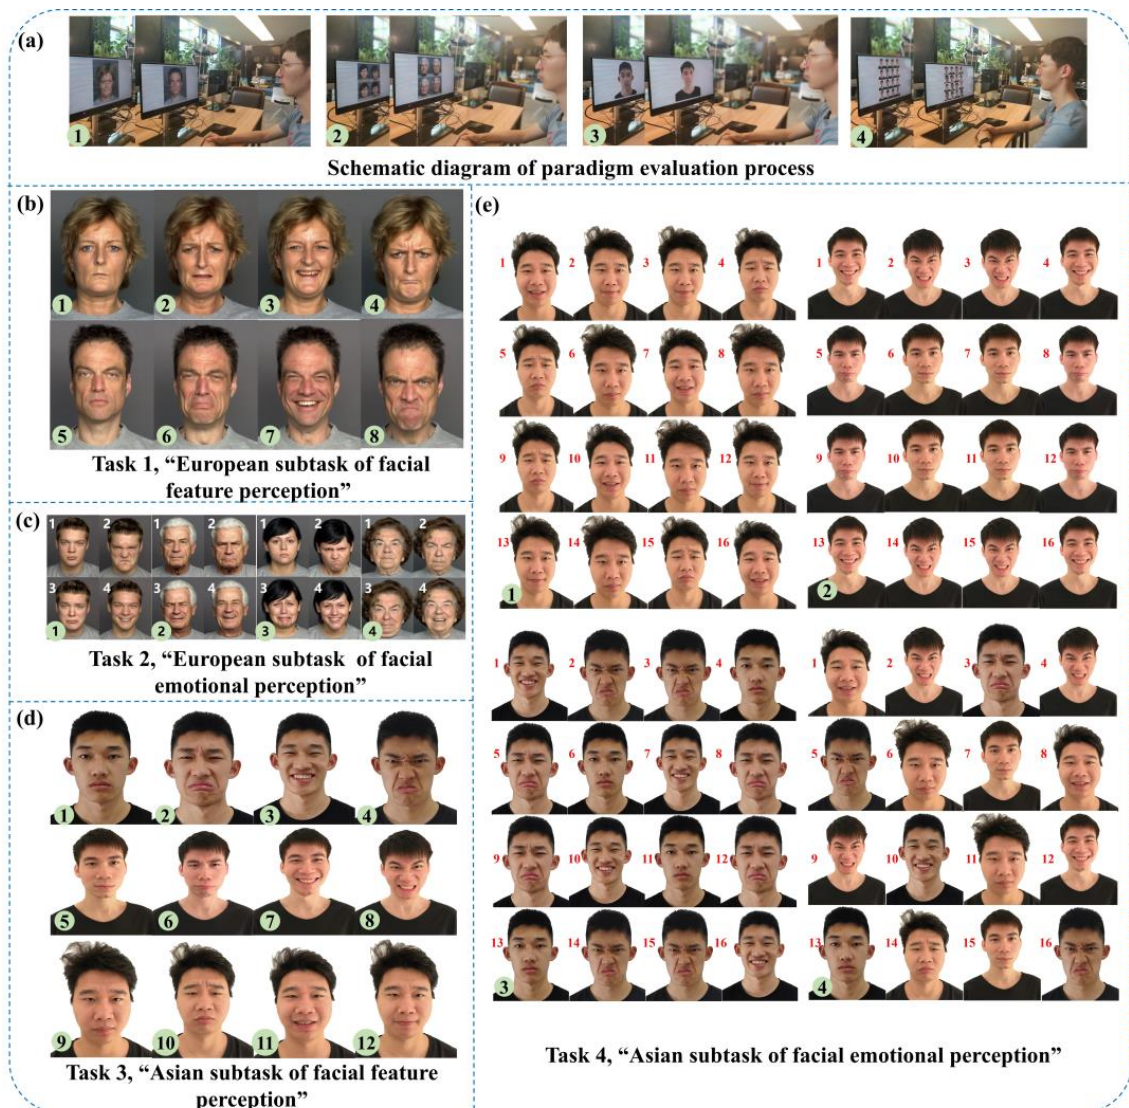 (a)
1 2 3 4
Schematic diagram of paradigm evaluation process
(b)
1 2 3 4
5 6 7 8
Task 1, “European subtask of facial
feature perception”
(c)
1 2 1 2 1 2 1 2
3 4 3 4 3 4 3 4
1 2 3 4
Task 2, “European subtask of facial
emotional perception”
(d)
1 2 3 4
5 6 7 8
9 10 11 12
Task 3, “Asian subtask of facial feature
perception”
(e)
1 2 3 4 1 2 3 4
5 6 7 8 5 6 7 8
9 10 11 12 9 10 11 12
13 14 15 16 13 14 15 16
1 2
1 2 3 4 1 2 3 4
5 6 7 8 5 6 7 8
9 10 11 12 9 10 11 12
13 14 15 16 13 14 15 16
3 4
Task 4, “Asian subtask of facial emotional perception”